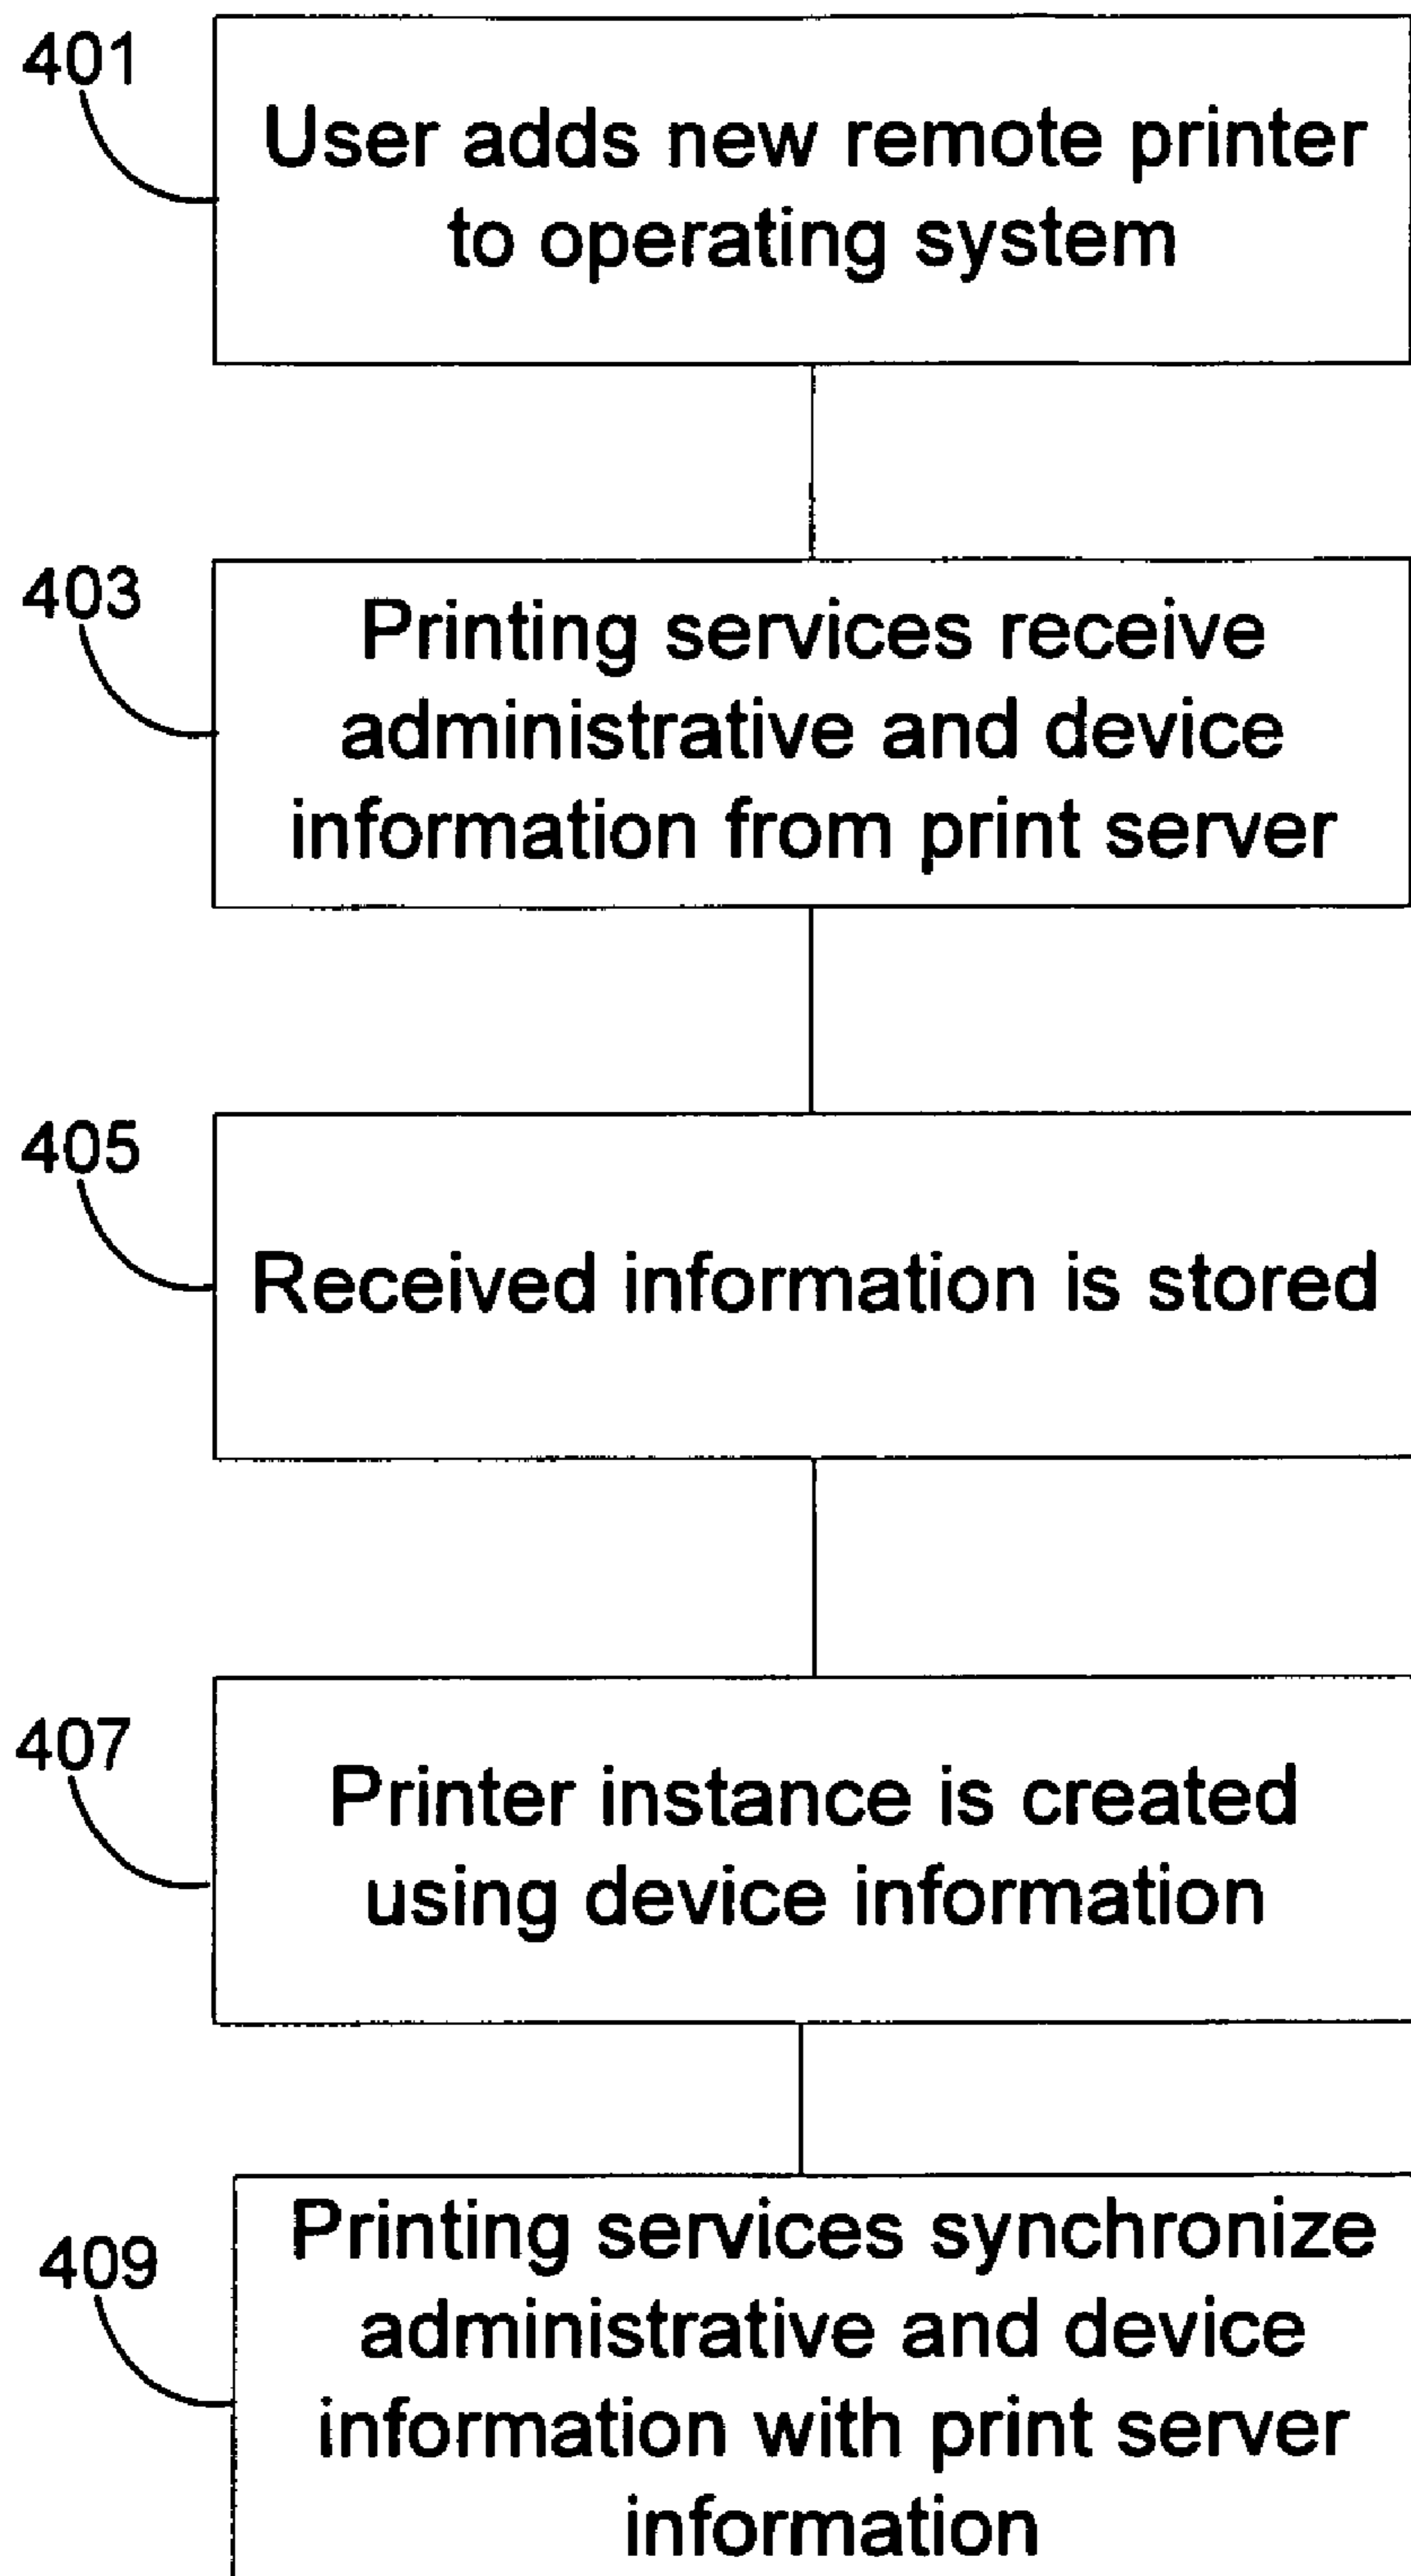 401
User adds new remote printer
to operating system
403
Printing services receive
administrative and device
information from print server
405
Received information is stored
407
Printer instance is created
using device information
409
Printing services synchronize
administrative and device
information with print server
information